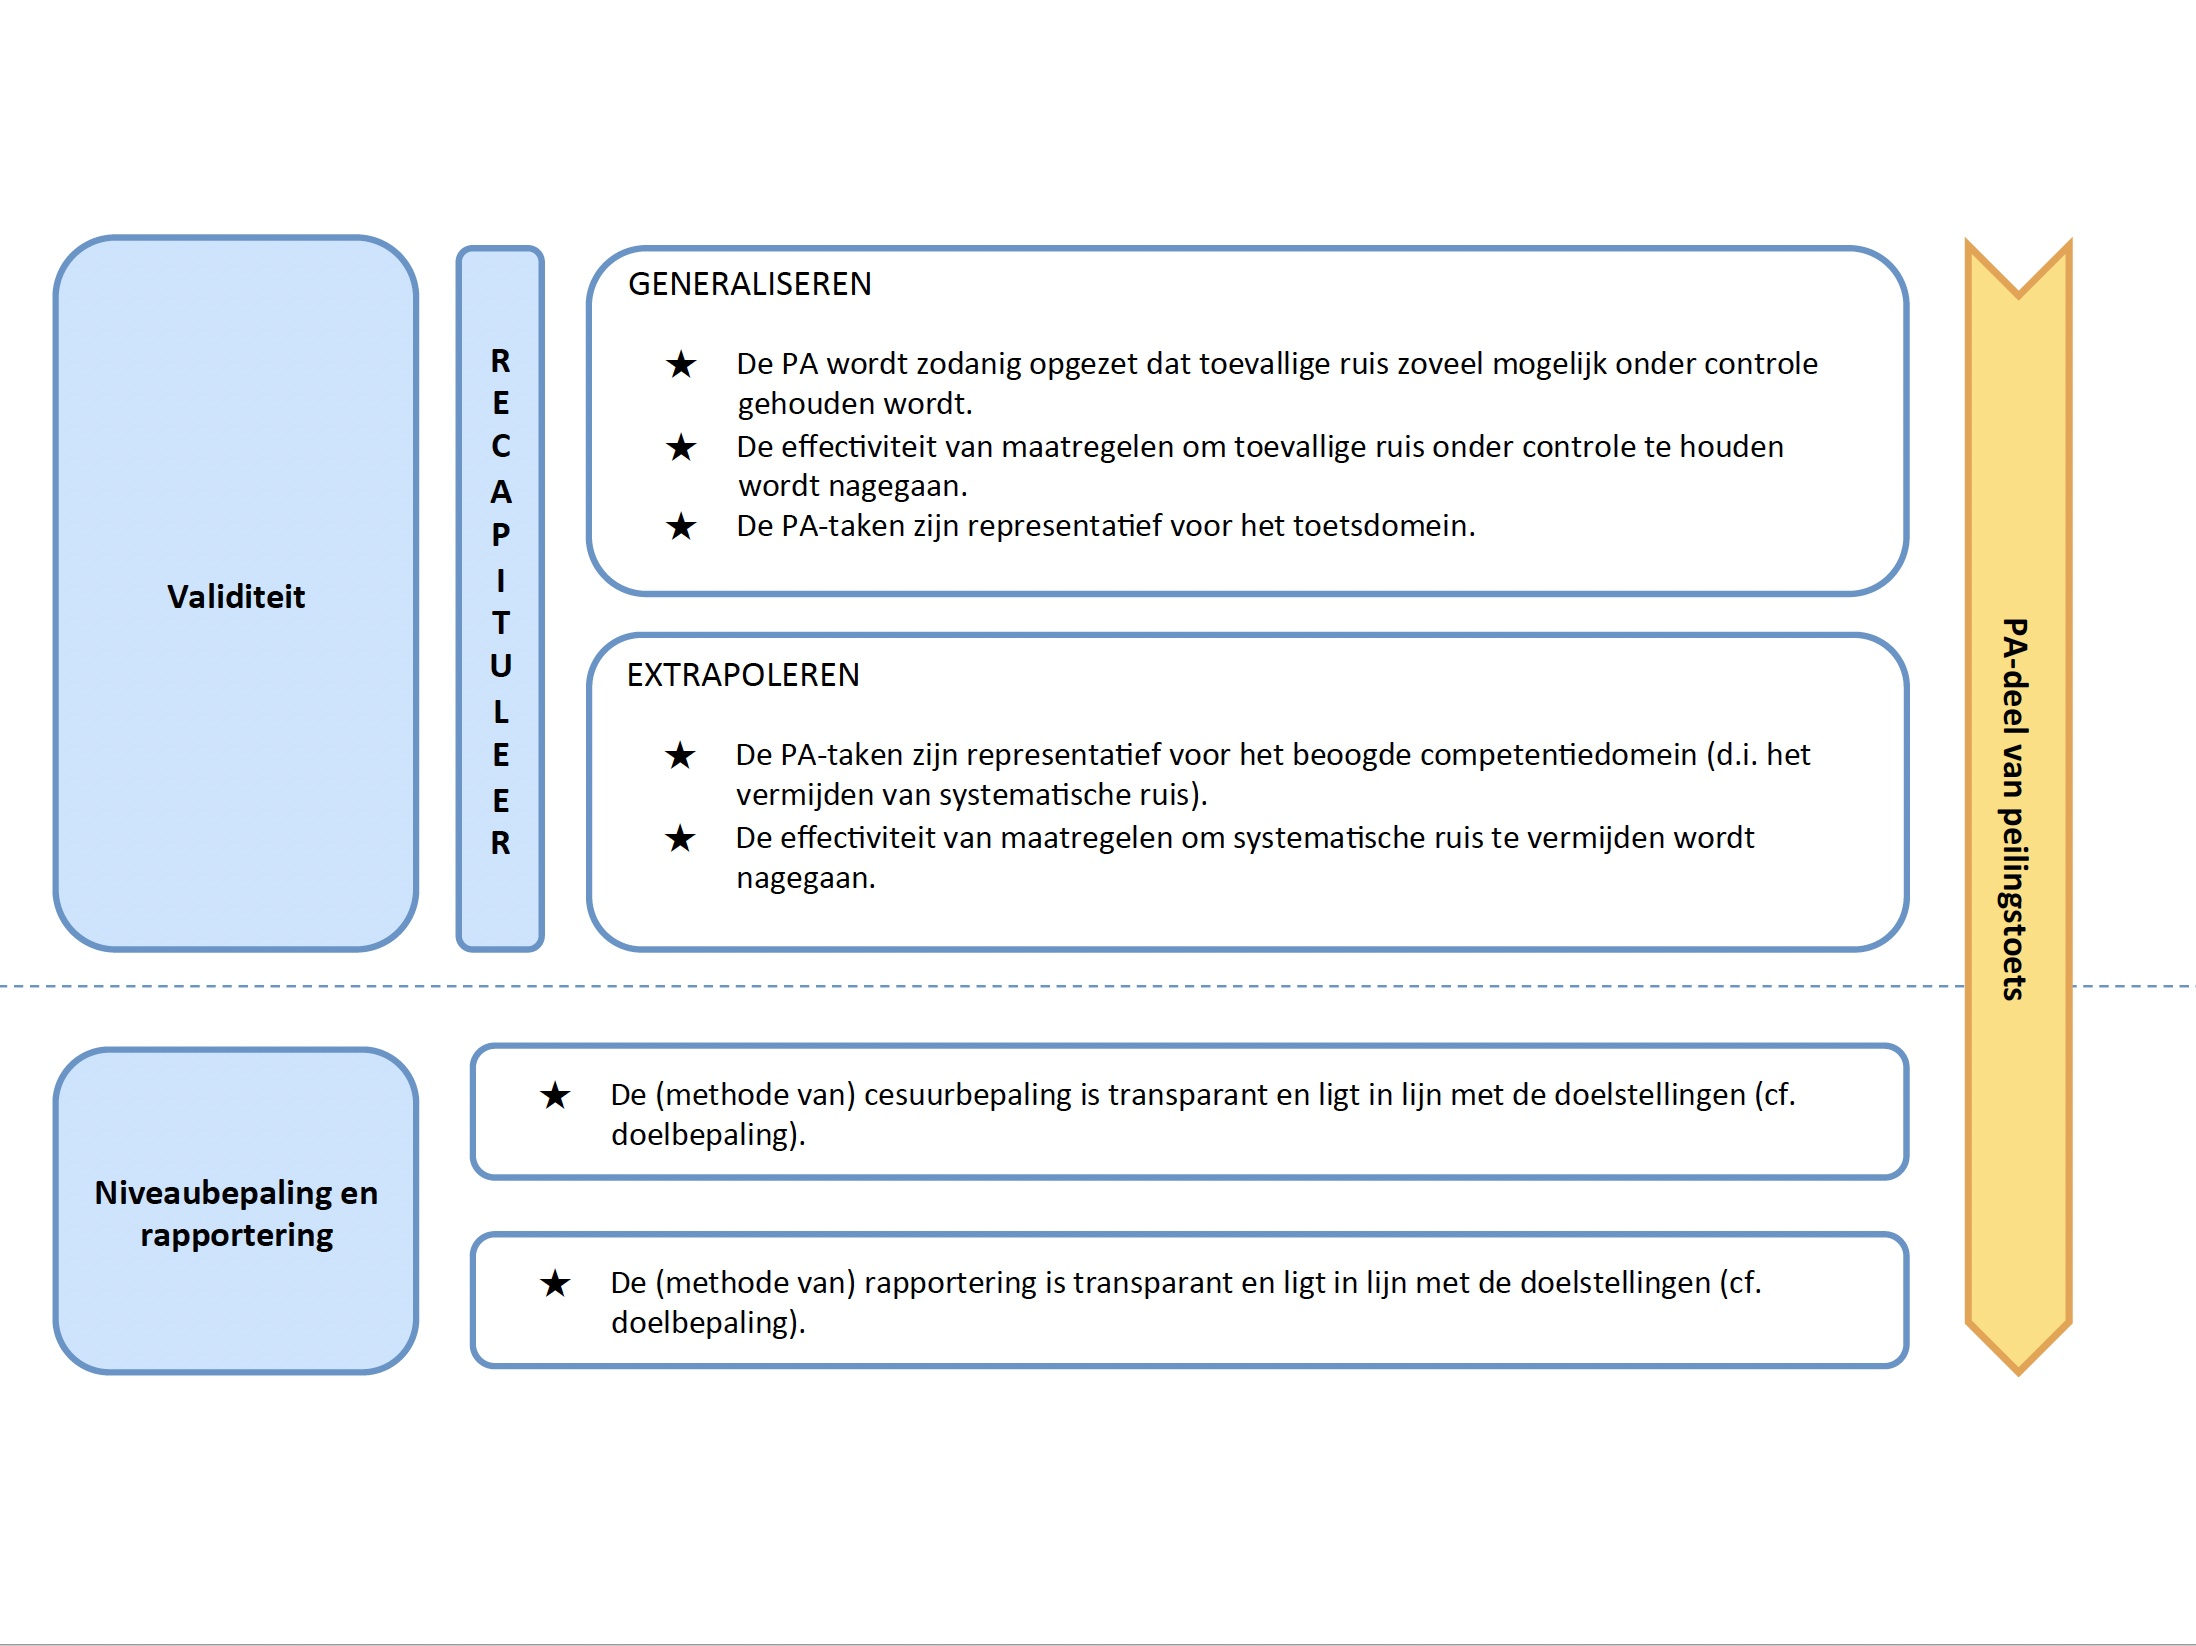 Validiteit
RECAPITULEER
GENERALISEREN
★ De PA wordt zodanig opgezet dat toevallige ruis zoveel mogelijk onder controle
gehouden wordt.
★ De effectiviteit van maatregelen om toevallige ruis onder controle te houden
wordt nagegaan.
★ De PA-taken zijn representatief voor het toetsdomein.
EXTRAPOLEREN
★ De PA-taken zijn representatief voor het beoogde competentiedomein (d.i. het
vermijden van systematische ruis).
★ De effectiviteit van maatregelen om systematische ruis te vermijden wordt
nagegaan.
PA-deel van peilingstoets
Niveaubepaling en
rapportering
★ De (methode van) cesuurbepaling is transparant en ligt in lijn met de doelstellingen (cf.
doelbepaling).
★ De (methode van) rapportering is transparant en ligt in lijn met de doelstellingen (cf.
doelbepaling).